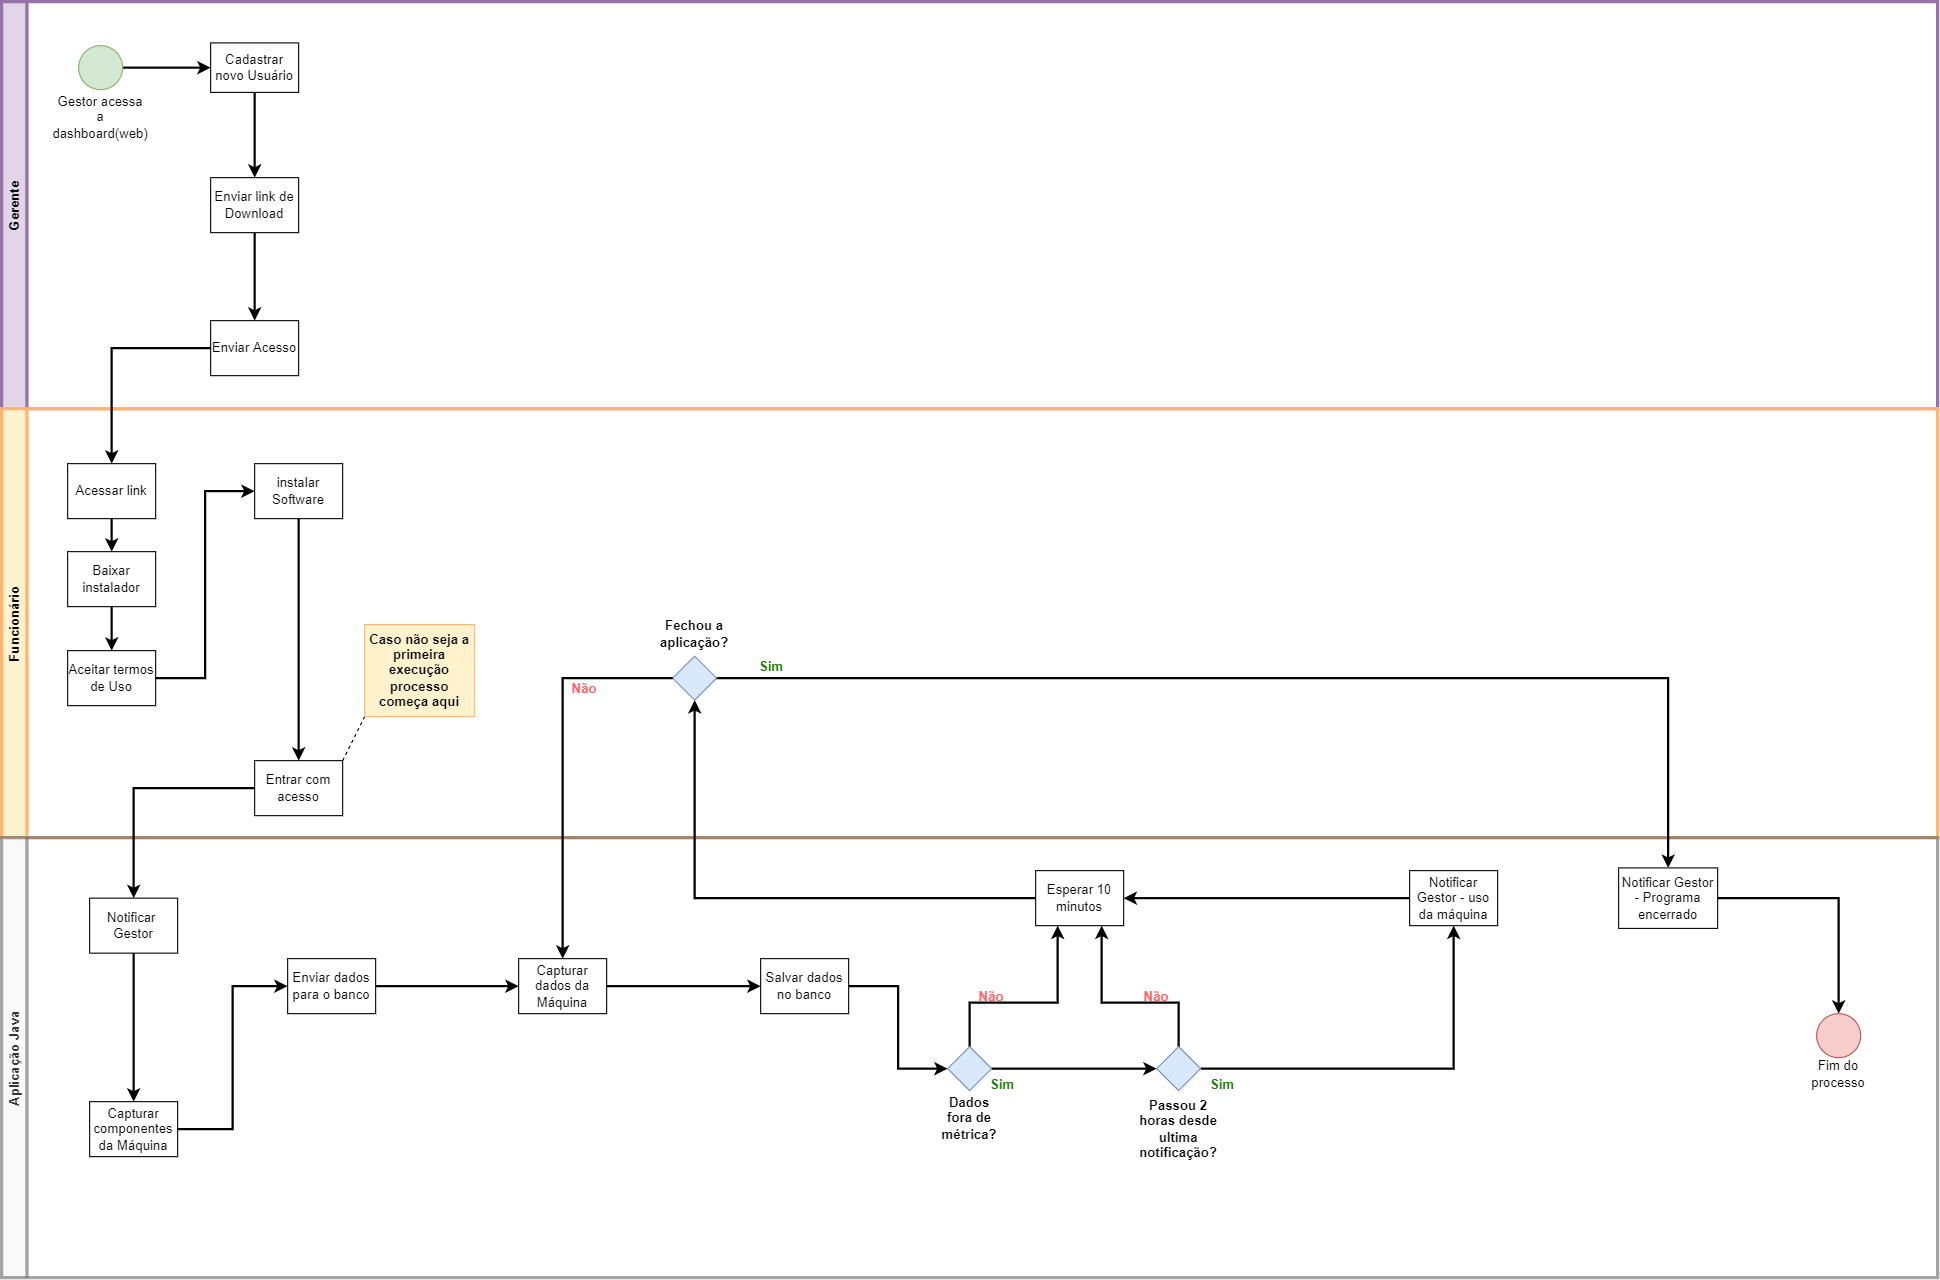 Gerente
Gestor acessa
a
dashboard(web)
Cadastrar
novo Usuário
Enviar link de
Download
Enviar Acesso
Funcionário
Acessar link
Baixar
instalador
Aceitar termos
de Uso
instalar
Software
Caso não seja a
primeira
execução
processo
começa aqui
Entrar com
acesso
Fechou a
aplicação?
Não
Sim
Aplicação Java
Notificar
Gestor
Capturar
componentes
da Máquina
Enviar dados
para o banco
Capturar
dados da
Máquina
Salvar dados
no banco
Dados
fora de
métrica?
Não
Sim
Esperar 10
minutos
Passou 2
horas desde
ultima
notificação?
Não
Sim
Notificar
Gestor - uso
da máquina
Notificar Gestor
- Programa
encerrado
Fim do
processo